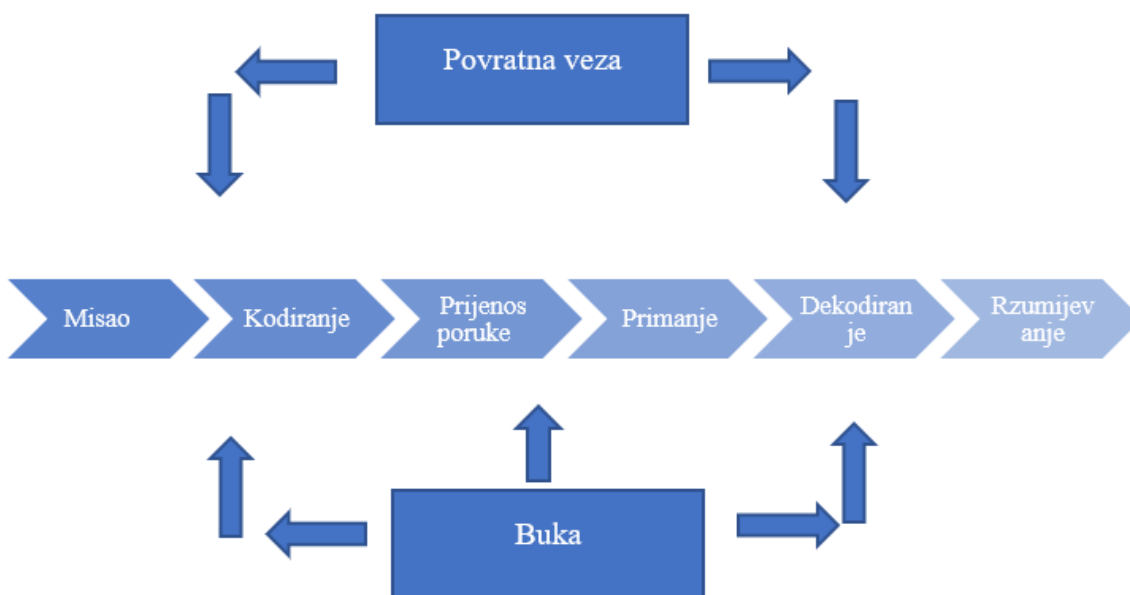 Povratna veza
Misao
Kodiranje
Prijenos
poruke
Primanje
Dekodiran
je
Rzumijev
anje
Buka